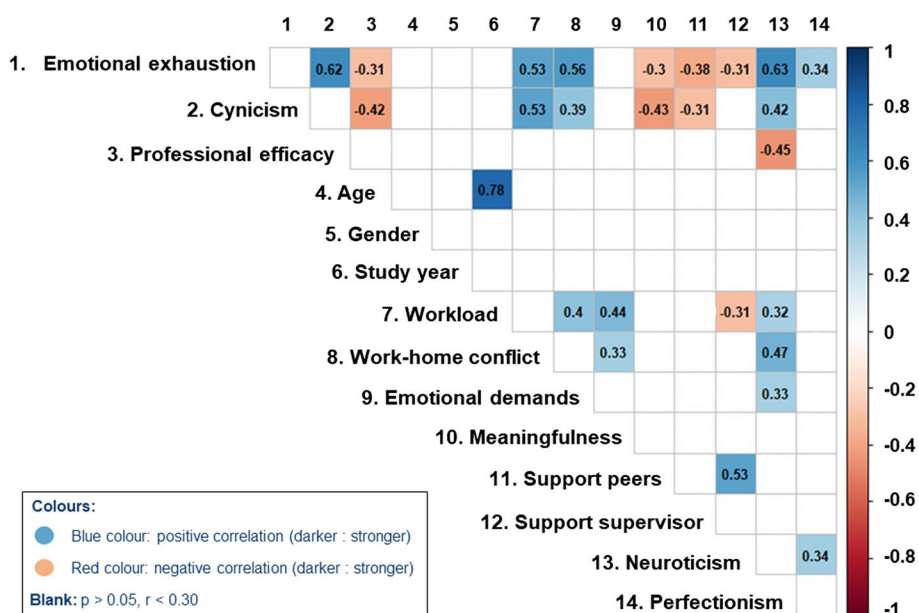 1 2 3 4 5 6 7 8 9 10 11 12 13 14
1. Emotional exhaustion 0.62 -0.31 0.53 0.56 -0.3 -0.38 -0.31 0.63 0.34
2. Cynicism -0.42 0.53 0.39 -0.43 -0.31 0.42
3. Professional efficacy -0.45
4. Age 0.78
5. Gender
6. Study year
7. Workload 0.4 0.44 -0.31 0.32
8. Work-home conflict 0.33 0.47
9. Emotional demands 0.33
10. Meaningfulness
11. Support peers 0.53
12. Support supervisor
13. Neuroticism 0.34
14. Perfectionism
1
0.8
0.6
0.4
0.2
0
-0.2
-0.4
-0.6
-0.8
-1
Colours:
Blue colour: positive correlation (darker : stronger)
Red colour: negative correlation (darker : stronger)
Blank: p > 0.05, r < 0.30